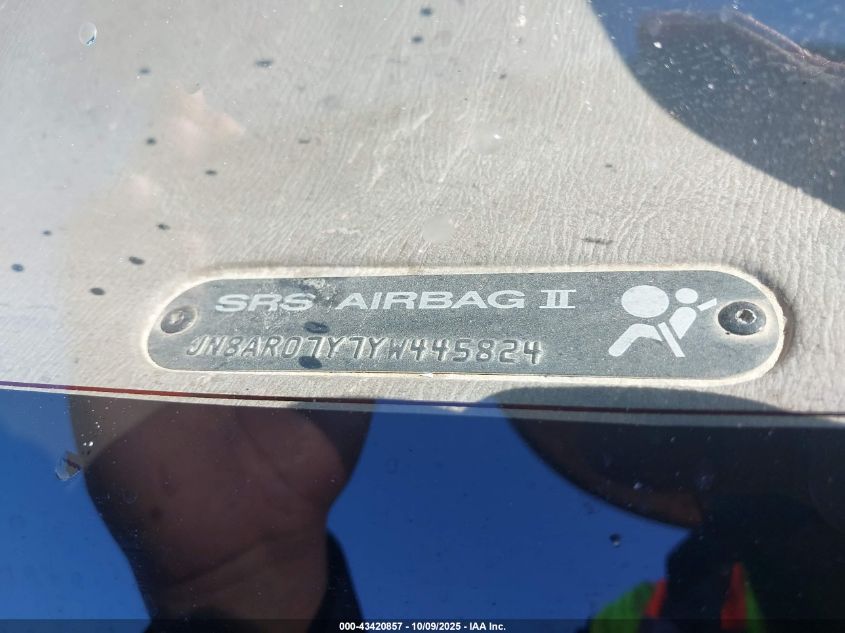 SRS AIRBAG II
JN8AR07Y7YW445824
000-43420857 - 10/09/2025 - IAA Inc.